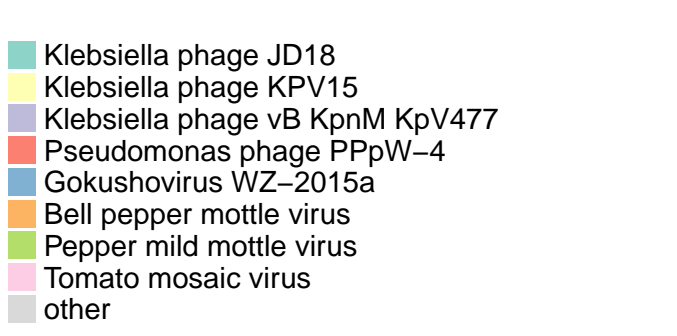 Klebsiella phage JD18
Klebsiella phage KPV15
Klebsiella phage vB KpnM KpV477
Pseudomonas phage PPpW−4
Gokushovirus WZ−2015a
Bell pepper mottle virus
Pepper mild mottle virus
Tomato mosaic virus
other